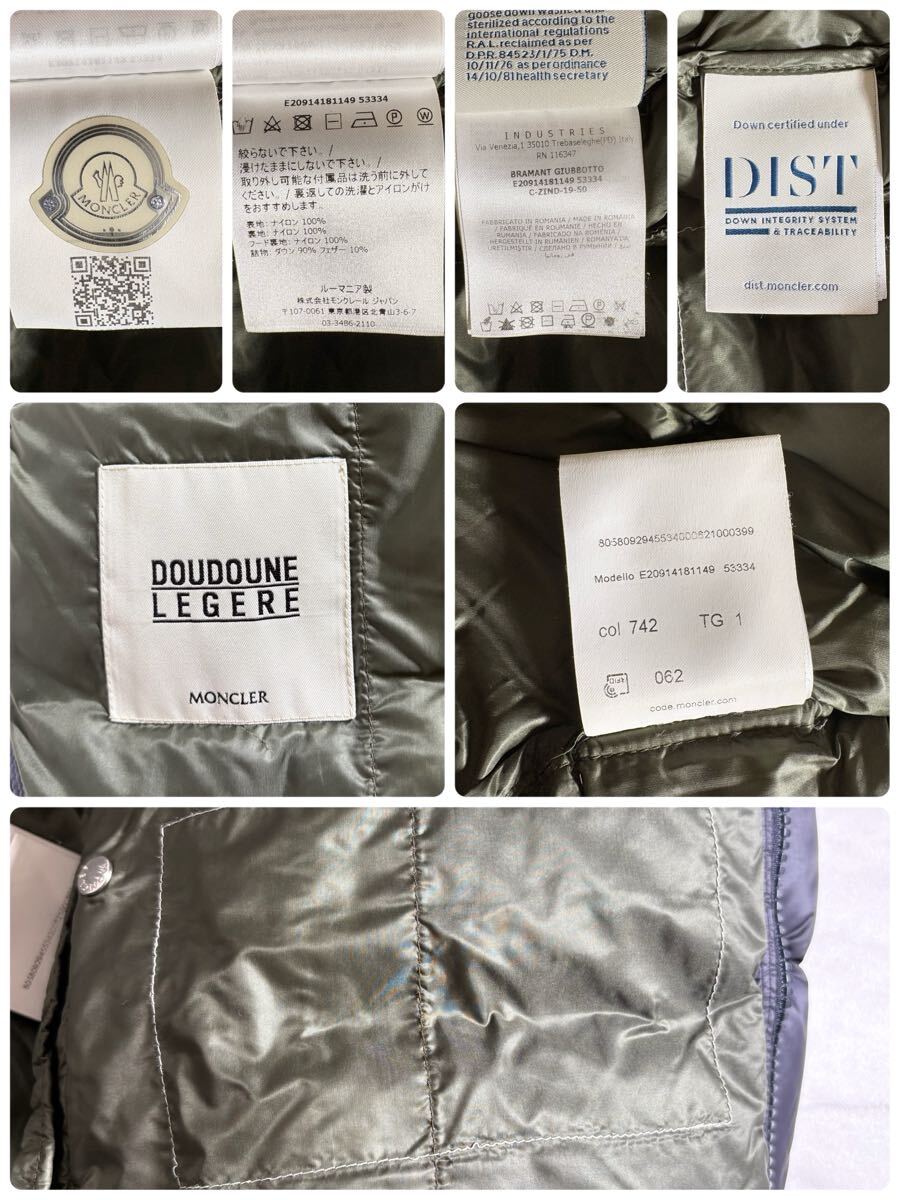 MONCLER
E20914181149 53334
絞らないで下さい。/
浸けたままにしないで下さい。/
取り外し可能な付属品は洗う前に外して
ください。/ 裏返しての洗濯とアイロンがけ
をおすすめします。
表地: ナイロン 100%
裏地: ナイロン 100%
フード裏地: ナイロン 100%
詰物: ダウン 90% フェザー 10%
ルーマニア製
株式会社モンクレール ジャパン
〒107-0061 東京都港区北青山3-6-7
03-3486-2110
goose down washed and
sterilized according to the
international regulations
R.A.L. reclaimed as per
D.P.R. 84523/1/75 D.M.
10/11/76 as per ordinance
14/10/81 health secretary
INDUSTRIES
Via Venezia,1 35010 Trebaseleghe(PD) Italy
RN 116347
BRAMANT GIUBBOTTO
E20914181149 53334
C-ZIND-19-50
FABRICATO IN ROMANIA / MADE IN ROMANIA
/ FABRIQUÉ EN ROUMANIE / HECHO EN
RUMANÍA / FABRICADO NA ROMÉNIA /
HERGESTELLT IN RUMÄNIEN / ROMANYA'DA
Down certified under
DIST
DOWN INTEGRITY SYSTEM
& TRACEABILITY
dist.moncler.com
DOUDOUNE
LEGERE
MONCLER
8058092945534000621000399
Modello E20914181149 53334
col 742 TG 1
RFID 062
code.moncler.com